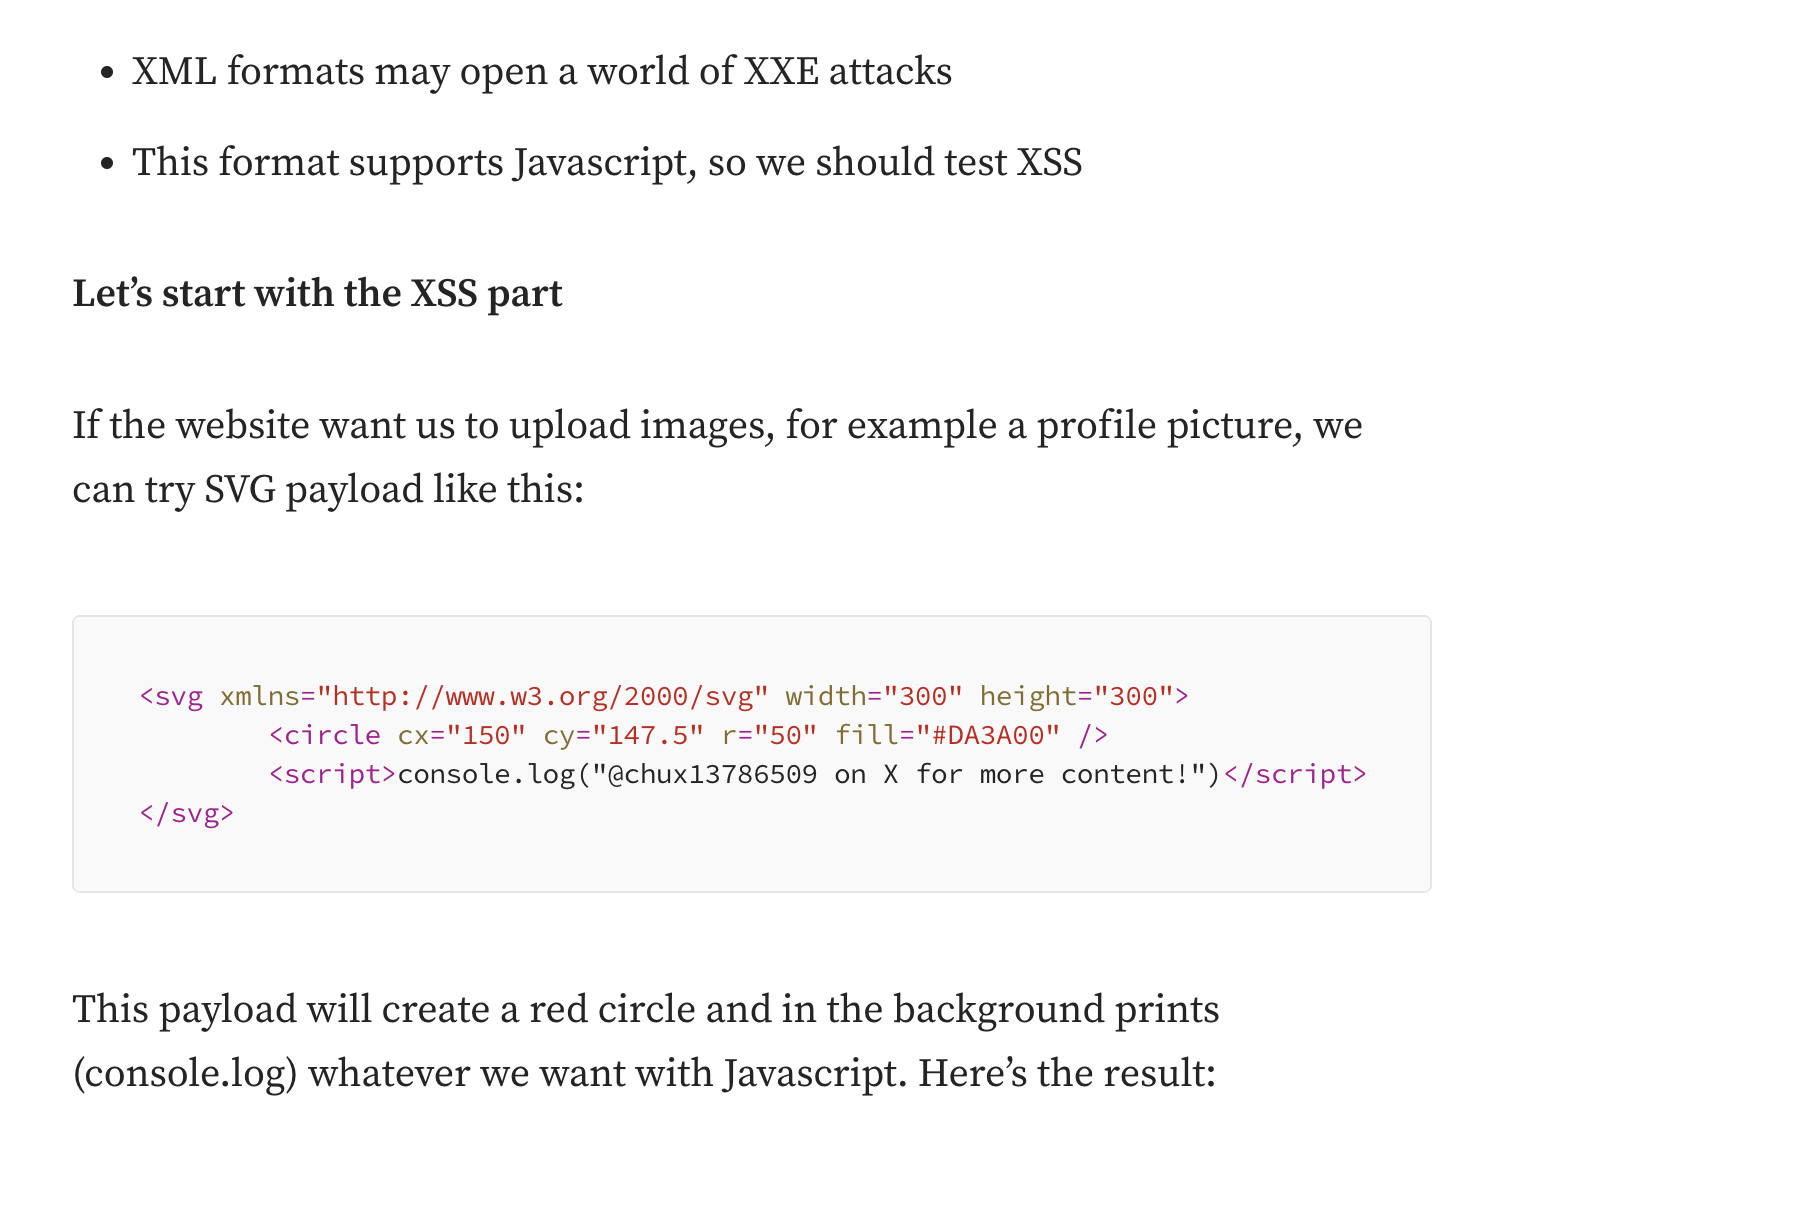 • XML formats may open a world of XXE attacks
• This format supports Javascript, so we should test XSS
Let’s start with the XSS part
If the website want us to upload images, for example a profile picture, we
can try SVG payload like this:
<svg xmlns="http://www.w3.org/2000/svg" width="300" height="300">
        <circle cx="150" cy="147.5" r="50" fill="#DA3A00" />
        <script>console.log("@chux13786509 on X for more content!")</script>
</svg>
This payload will create a red circle and in the background prints
(console.log) whatever we want with Javascript. Here’s the result: